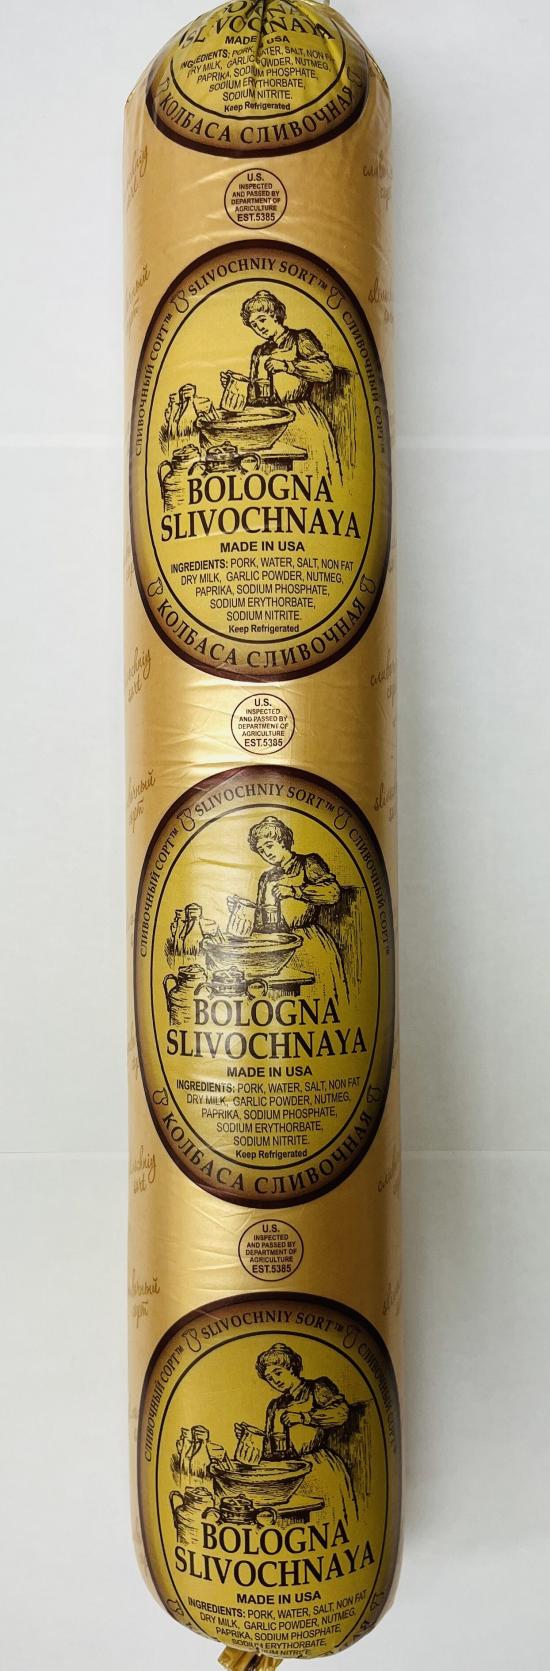 BOLOGNA
SLIVOCHNAYA
MADE IN USA
INGREDIENTS: PORK, WATER, SALT, NON FAT
DRY MILK, GARLIC POWDER, NUTMEG,
PAPRIKA, SODIUM PHOSPHATE,
SODIUM ERYTHORBATE,
SODIUM NITRITE.
Keep Refrigerated
КОЛБАСА СЛИВОЧНАЯ
U.S.
INSPECTED
AND PASSED BY
DEPARTMENT OF
AGRICULTURE
EST.5385
СЛИВОЧНЫЙ СОРТ™ SLIVOCHNIY SORT™ СЛИВОЧНЫЙ СОРТ™
BOLOGNA
SLIVOCHNAYA
MADE IN USA
INGREDIENTS: PORK, WATER, SALT, NON FAT
DRY MILK, GARLIC POWDER, NUTMEG,
PAPRIKA, SODIUM PHOSPHATE,
SODIUM ERYTHORBATE,
SODIUM NITRITE.
Keep Refrigerated
КОЛБАСА СЛИВОЧНАЯ
U.S.
INSPECTED
AND PASSED BY
DEPARTMENT OF
AGRICULTURE
EST.5385
СЛИВОЧНЫЙ СОРТ™ SLIVOCHNIY SORT™ СЛИВОЧНЫЙ СОРТ™
BOLOGNA
SLIVOCHNAYA
MADE IN USA
INGREDIENTS: PORK, WATER, SALT, NON FAT
DRY MILK, GARLIC POWDER, NUTMEG,
PAPRIKA, SODIUM PHOSPHATE,
SODIUM ERYTHORBATE,
SODIUM NITRITE.
Keep Refrigerated
КОЛБАСА СЛИВОЧНАЯ
U.S.
INSPECTED
AND PASSED BY
DEPARTMENT OF
AGRICULTURE
EST.5385
СЛИВОЧНЫЙ СОРТ™ SLIVOCHNIY SORT™ СЛИВОЧНЫЙ СОРТ™
BOLOGNA
SLIVOCHNAYA
MADE IN USA
INGREDIENTS: PORK, WATER, SALT, NON FAT
DRY MILK, GARLIC POWDER, NUTMEG,
PAPRIKA, SODIUM PHOSPHATE,
SODIUM ERYTHORBATE,